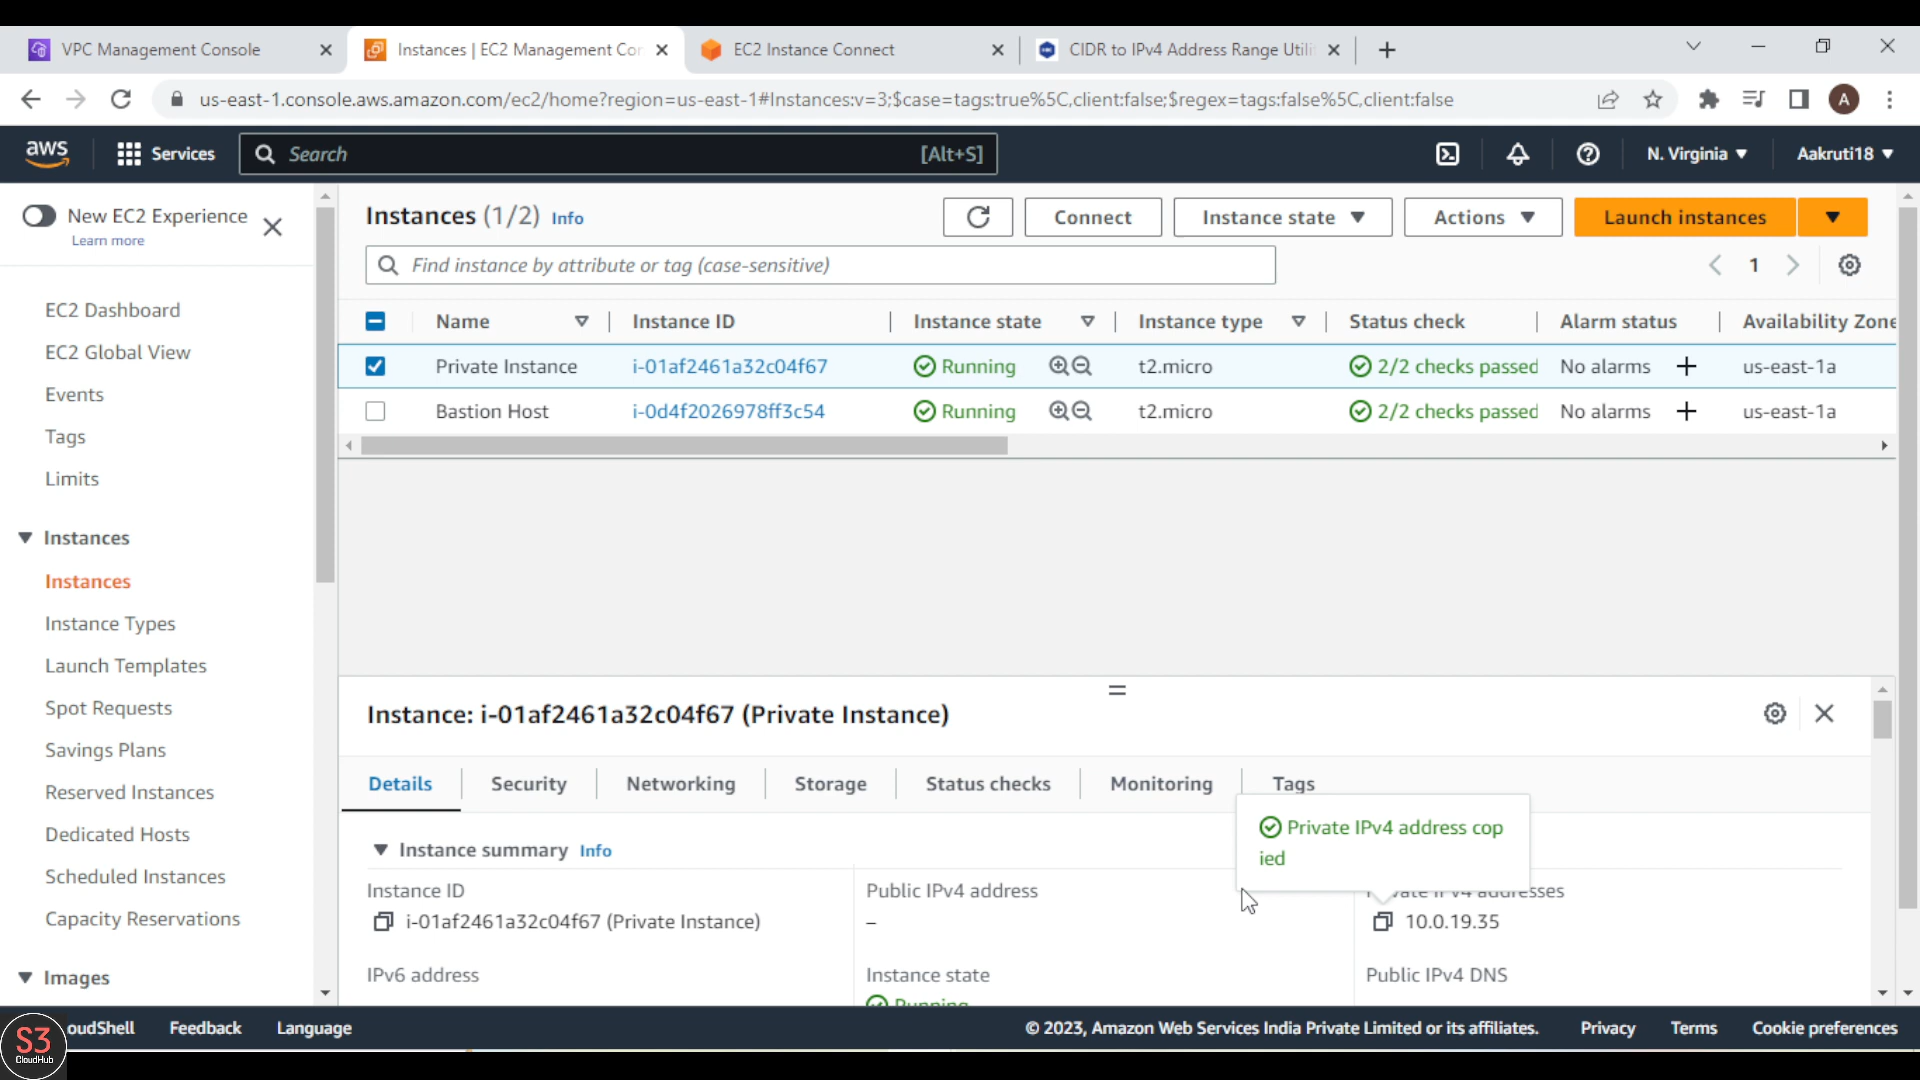 VPC Management Console
Instances | EC2 Management Con
EC2 Instance Connect
CIDR to IPv4 Address Range Utili
us-east-1.console.aws.amazon.com/ec2/home?region=us-east-1#Instances:v=3;$case=tags:true%5C,client:false;$regex=tags:false%5C,client:false
A
aws
Services
Search
[Alt+S]
N. Virginia
Aakruti18
New EC2 Experience
Learn more
EC2 Dashboard
EC2 Global View
Events
Tags
Limits
Instances
Instances
Instance Types
Launch Templates
Spot Requests
Savings Plans
Reserved Instances
Dedicated Hosts
Scheduled Instances
Capacity Reservations
Images
Instances (1/2) Info
Connect
Instance state
Actions
Launch instances
Find instance by attribute or tag (case-sensitive)
1
Name | Instance ID | Instance state | Instance type | Status check | Alarm status | Availability Zone
Private Instance i-01af2461a32c04f67 Running t2.micro 2/2 checks passed No alarms + us-east-1a
Bastion Host i-0d4f2026978ff3c54 Running t2.micro 2/2 checks passed No alarms + us-east-1a
Instance: i-01af2461a32c04f67 (Private Instance)
Details
Security
Networking
Storage
Status checks
Monitoring
Tags
Private IPv4 address cop
ied
Instance summary Info
Instance ID
i-01af2461a32c04f67 (Private Instance)
Public IPv4 address
–
10.0.19.35
IPv6 address
Instance state
Running
Public IPv4 DNS
S3
CloudHub
oudShell
Feedback
Language
© 2023, Amazon Web Services India Private Limited or its affiliates.
Privacy
Terms
Cookie preferences